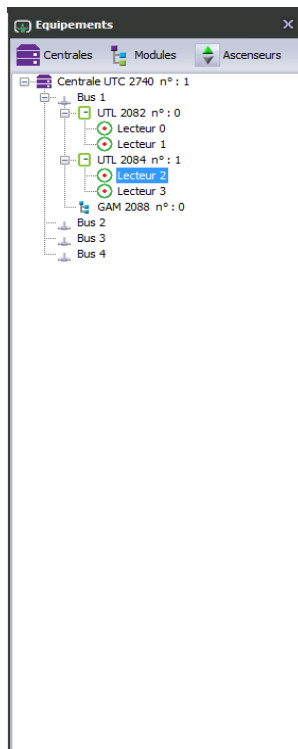 Equipements
Centrales Modules Ascenseurs
Centrale UTC 2740 n° : 1
Bus 1
UTL 2082 n° : 0
Lecteur 0
Lecteur 1
UTL 2084 n° : 1
Lecteur 2
Lecteur 3
GAM 2088 n° : 0
Bus 2
Bus 3
Bus 4